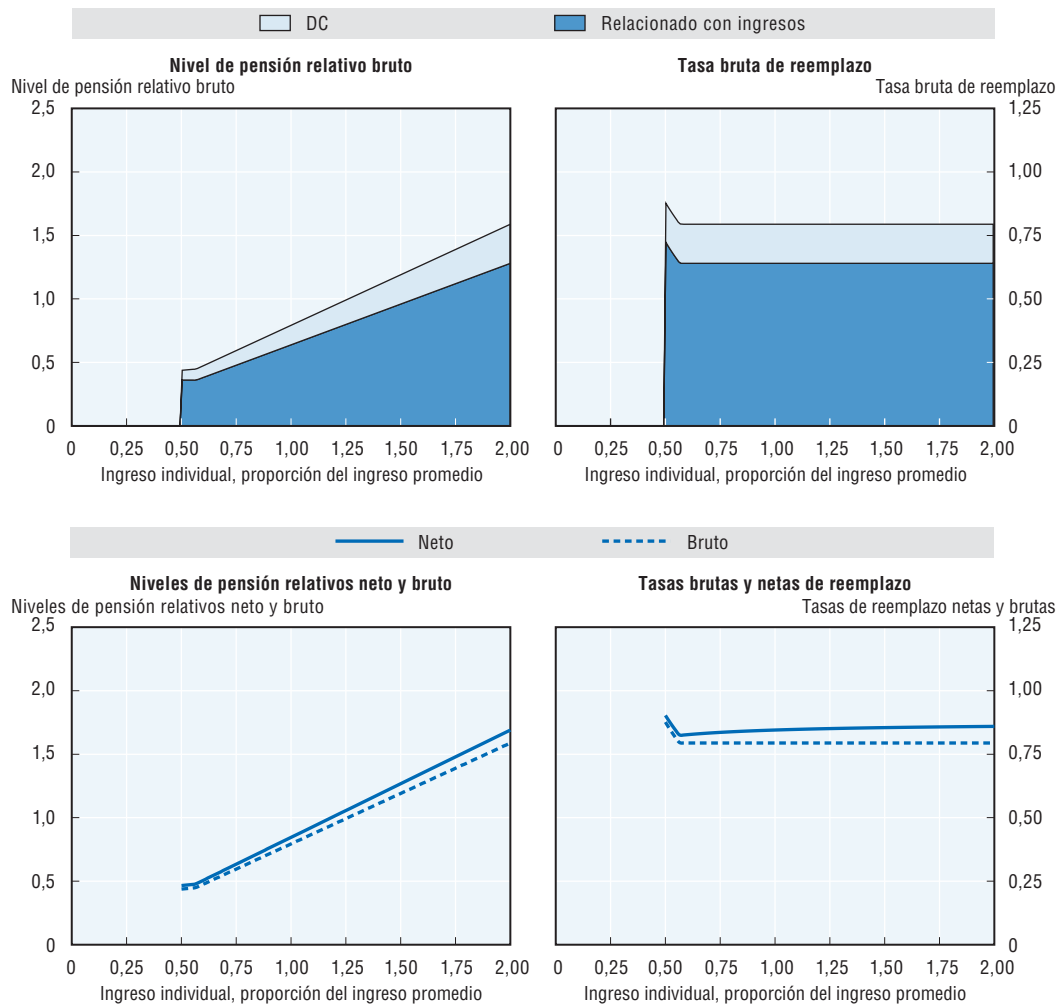 DC Relacionado con ingresos
Nivel de pensión relativo bruto
Nivel de pensión relativo bruto
2,5
2,0
1,5
1,0
0,5
0
0 0,25 0,50 0,75 1,00 1,25 1,50 1,75 2,00
Ingreso individual, proporción del ingreso promedio
Tasa bruta de reemplazo
Tasa bruta de reemplazo
1,25
1,00
0,75
0,50
0,25
0
0 0,25 0,50 0,75 1,00 1,25 1,50 1,75 2,00
Ingreso individual, proporción del ingreso promedio
Neto Bruto
Niveles de pensión relativos neto y bruto
Niveles de pensión relativos neto y bruto
2,5
2,0
1,5
1,0
0,5
0
0 0,25 0,50 0,75 1,00 1,25 1,50 1,75 2,00
Ingreso individual, proporción del ingreso promedio
Tasas brutas y netas de reemplazo
Tasas de reemplazo netas y brutas
1,25
1,00
0,75
0,50
0,25
0
0 0,25 0,50 0,75 1,00 1,25 1,50 1,75 2,00
Ingreso individual, proporción del ingreso promedio